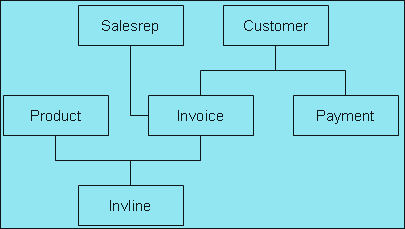 Salesrep
Customer
Product
Invoice
Payment
Invline